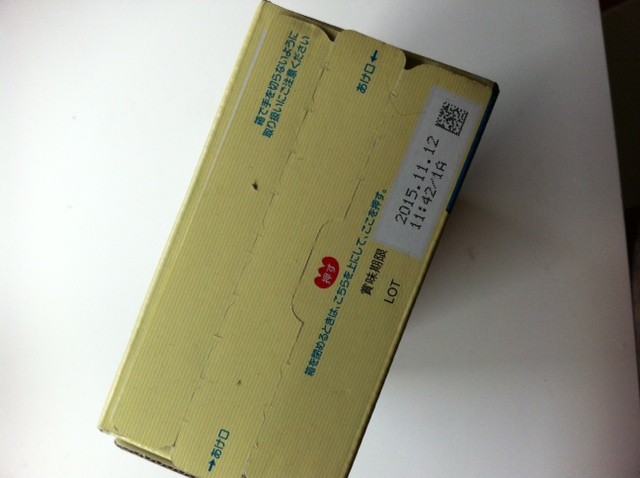 箱で手を切らないように
取り扱いにご注意ください
あけ口←
2015.11.12
11:42/1A
賞味期限
LOT
箱を閉めるときは、こちらを上にして、ここを押す。
押す
→あけ口